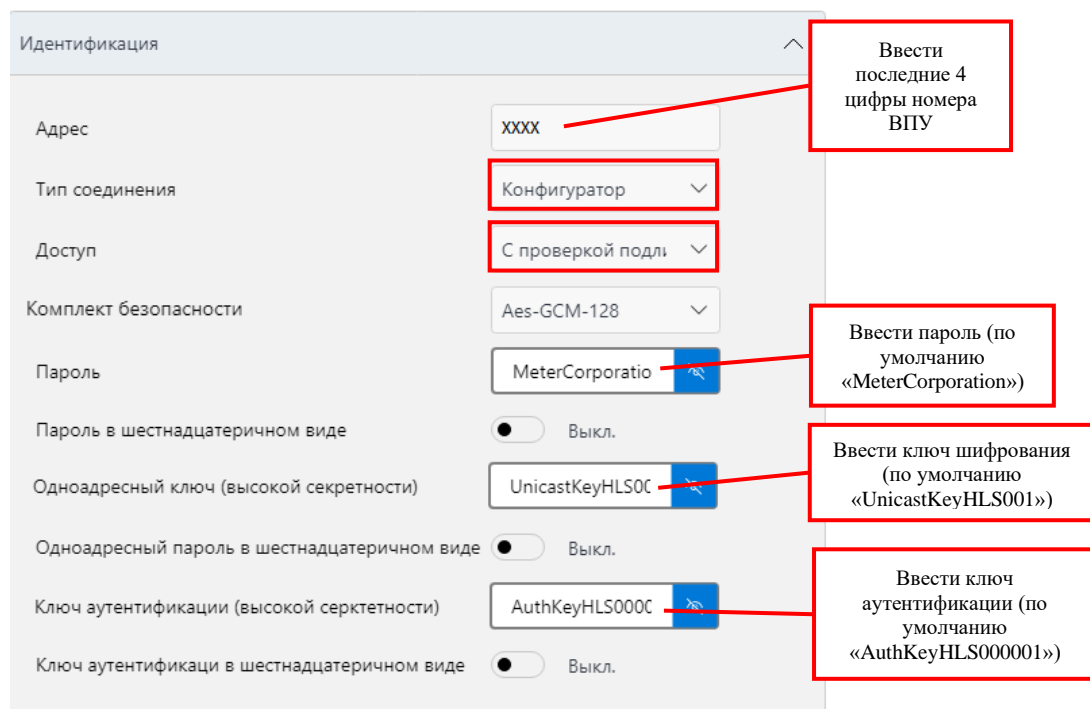 Идентификация
Ввести
последние 4
цифры номера
ВПУ
Адрес
XXXX
Тип соединения
Конфигуратор
Доступ
С проверкой подли
Комплект безопасности
Aes-GCM-128
Ввести пароль (по
умолчанию
«MeterCorporation»)
Пароль
MeterCorporatio
Пароль в шестнадцатеричном виде
Выкл.
Ввести ключ шифрования
(по умолчанию
«UnicastKeyHLS001»)
Одноадресный ключ (высокой секретности)
UnicastKeyHLS00
Одноадресный пароль в шестнадцатеричном виде
Выкл.
Ввести ключ
аутентификации (по
умолчанию
«AuthKeyHLS000001»)
Ключ аутентификации (высокой серктетности)
AuthKeyHLS0000
Ключ аутентификаци в шестнадцатеричном виде
Выкл.